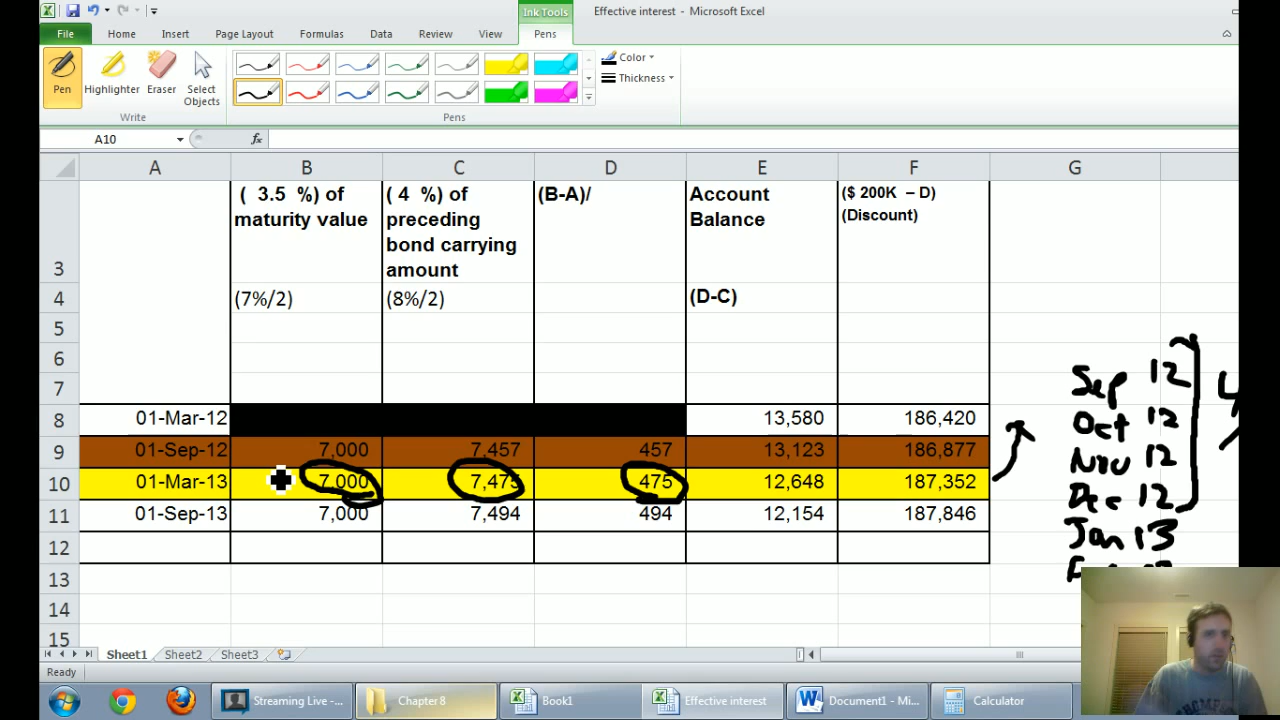 Ink Tools
Effective interest - Microsoft Excel
File Home Insert Page Layout Formulas Data Review View Pens
Pen Highlighter Eraser Select Objects
Color
Thickness
Write
Pens
A10 fx
A B C D E F G
( 3.5 %) of maturity value
( 4 %) of preceding bond carrying amount
(B-A)/
Account Balance
($ 200K – D) (Discount)
3
4 (7%/2) (8%/2) (D-C)
5
6
7
8 01-Mar-12 13,580 186,420
9 01-Sep-12 7,000 7,457 457 13,123 186,877
10 01-Mar-13 7,000 7,475 475 12,648 187,352
11 01-Sep-13 7,000 7,494 494 12,154 187,846
12
13
14
15
Sep 12
Oct 12
Nov 12
Dec 12
Jan 13
Sheet1 Sheet2 Sheet3
Ready
Streaming Live -... Chapter 8 Book1 Effective interest Document1 - Mi... Calculator